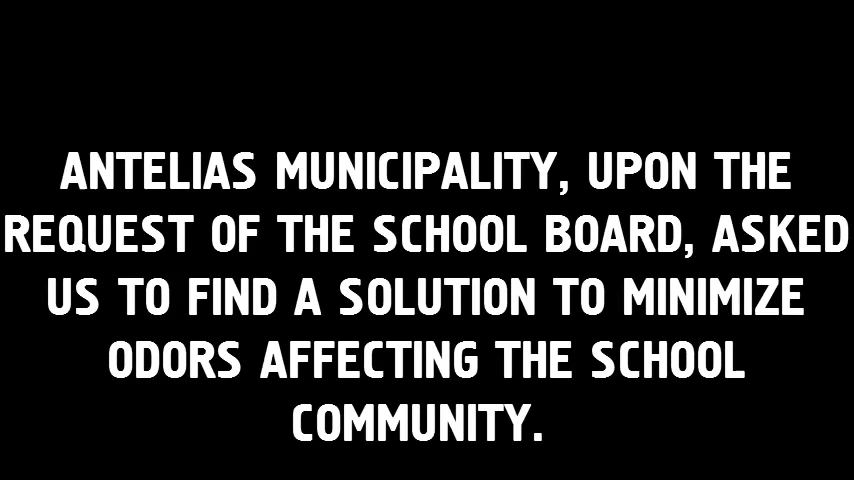 ANTELIAS MUNICIPALITY, UPON THE
REQUEST OF THE SCHOOL BOARD, ASKED
US TO FIND A SOLUTION TO MINIMIZE
ODORS AFFECTING THE SCHOOL
COMMUNITY.